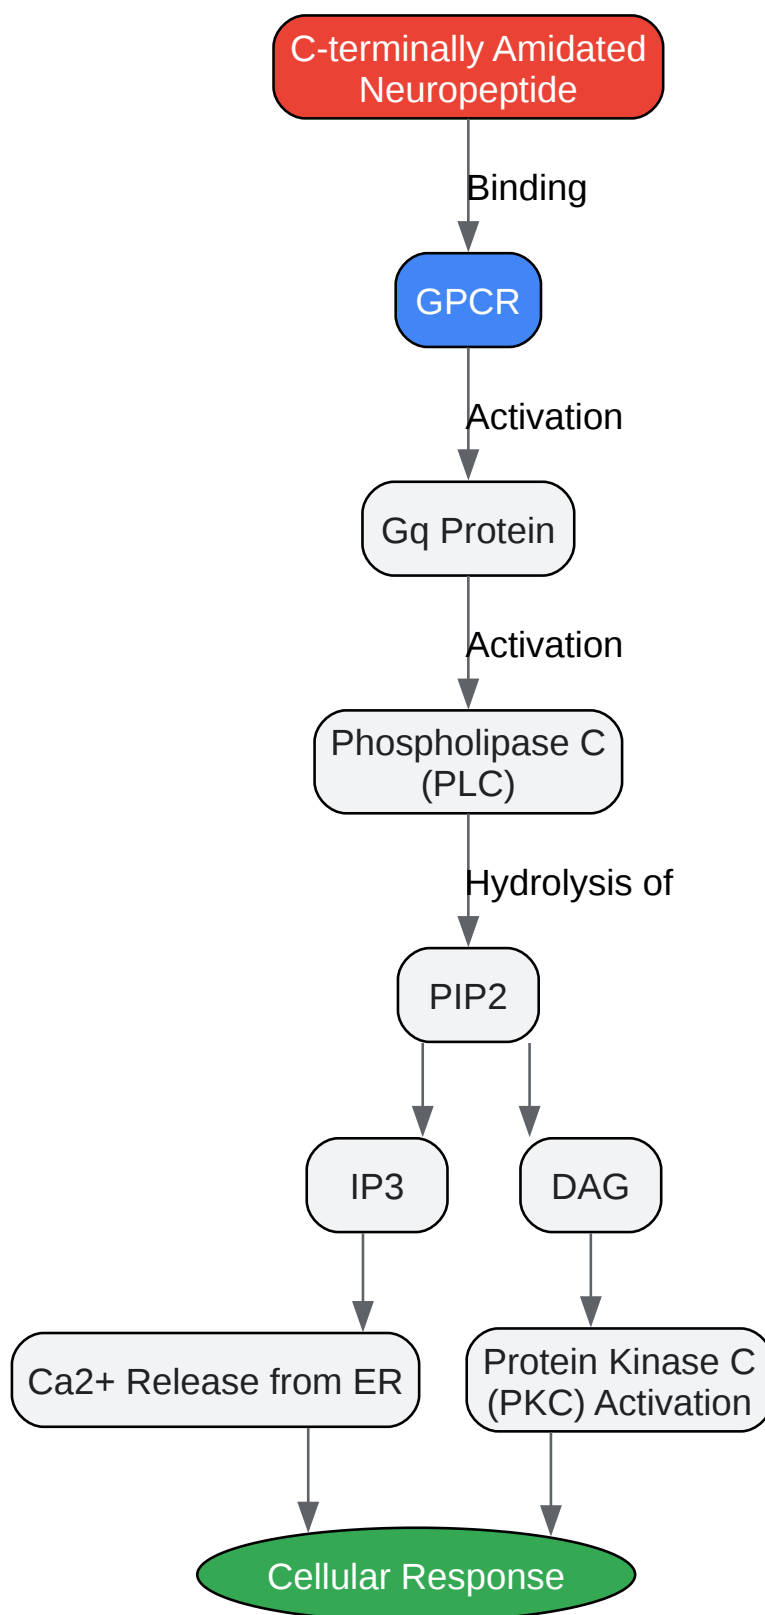 C-terminally Amidated
Neuropeptide
Binding
GPCR
Activation
Gq Protein
Activation
Phospholipase C
(PLC)
Hydrolysis of
PIP2
IP3
DAG
Ca2+ Release from ER
Protein Kinase C
(PKC) Activation
Cellular Response